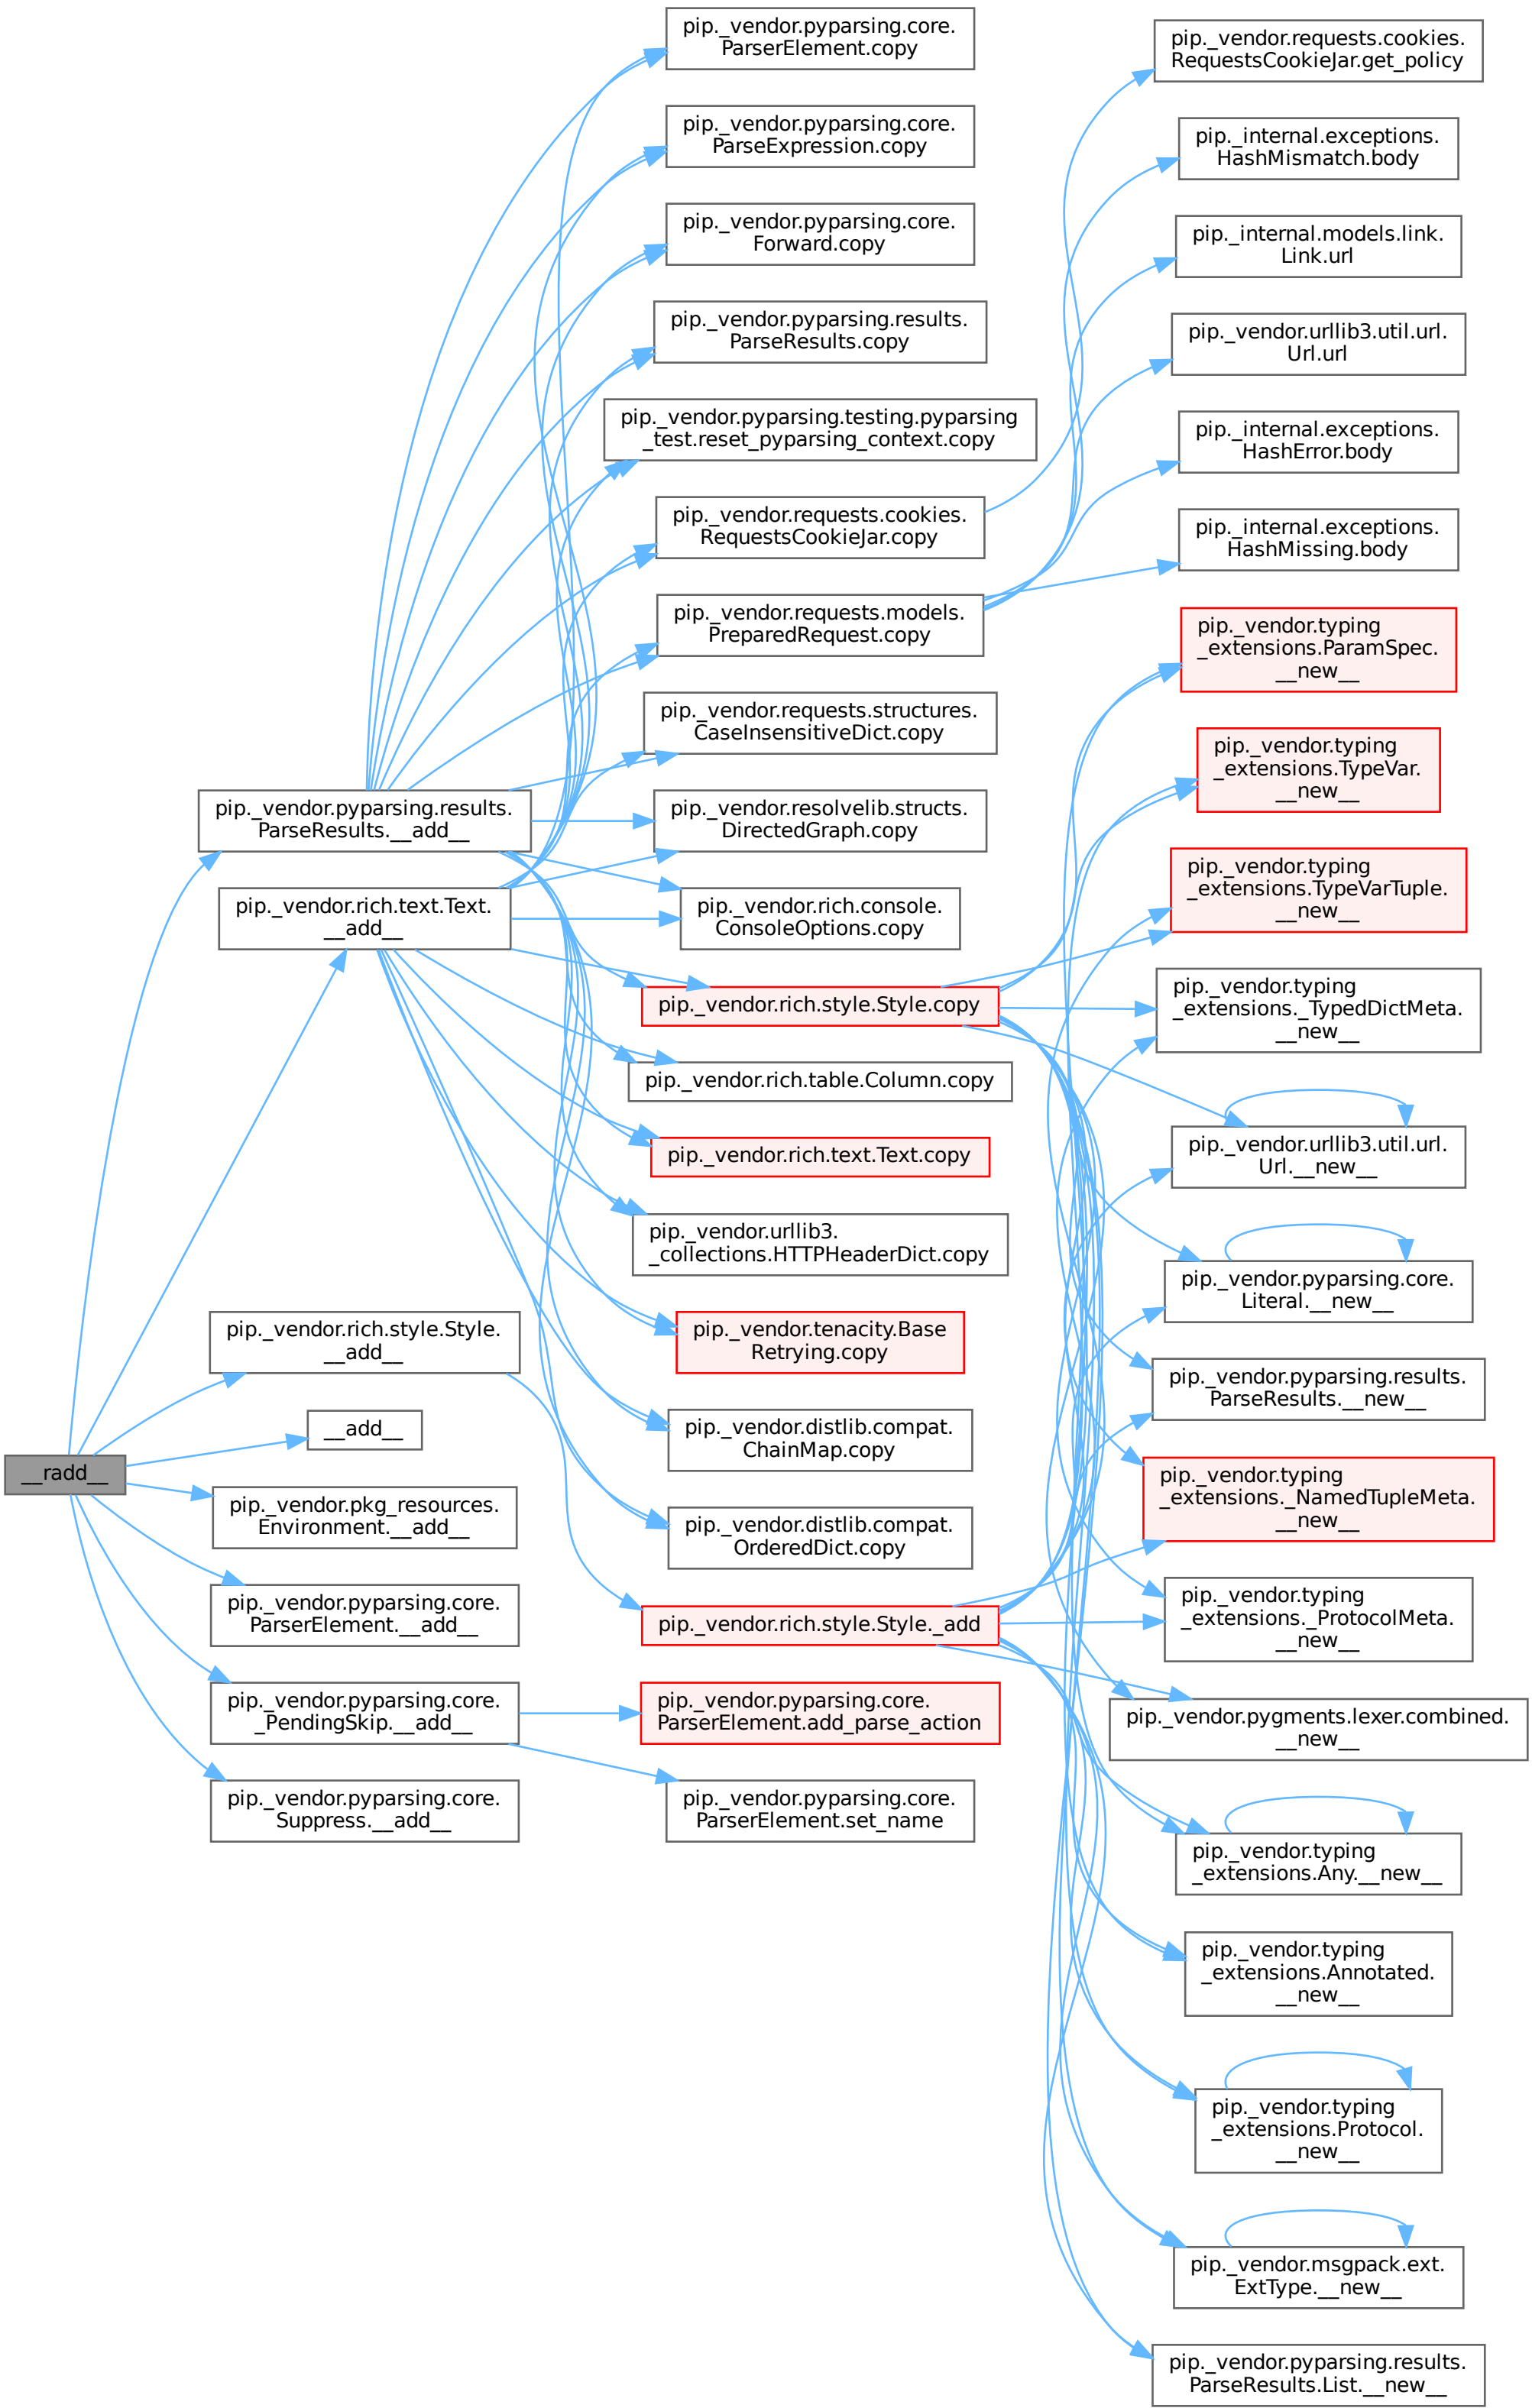 __radd__
pip._vendor.pyparsing.results.
ParseResults.__add__
pip._vendor.rich.text.Text.
__add__
pip._vendor.rich.style.Style.
__add__
__add__
pip._vendor.pkg_resources.
Environment.__add__
pip._vendor.pyparsing.core.
ParserElement.__add__
pip._vendor.pyparsing.core.
_PendingSkip.__add__
pip._vendor.pyparsing.core.
Suppress.__add__
pip._vendor.pyparsing.core.
ParserElement.copy
pip._vendor.pyparsing.core.
ParseExpression.copy
pip._vendor.pyparsing.core.
Forward.copy
pip._vendor.pyparsing.results.
ParseResults.copy
pip._vendor.pyparsing.testing.pyparsing
_test.reset_pyparsing_context.copy
pip._vendor.requests.cookies.
RequestsCookieJar.copy
pip._vendor.requests.models.
PreparedRequest.copy
pip._vendor.requests.structures.
CaseInsensitiveDict.copy
pip._vendor.resolvelib.structs.
DirectedGraph.copy
pip._vendor.rich.console.
ConsoleOptions.copy
pip._vendor.rich.style.Style.copy
pip._vendor.rich.table.Column.copy
pip._vendor.rich.text.Text.copy
pip._vendor.urllib3.
_collections.HTTPHeaderDict.copy
pip._vendor.tenacity.Base
Retrying.copy
pip._vendor.distlib.compat.
ChainMap.copy
pip._vendor.distlib.compat.
OrderedDict.copy
pip._vendor.rich.style.Style._add
pip._vendor.pyparsing.core.
ParserElement.add_parse_action
pip._vendor.pyparsing.core.
ParserElement.set_name
pip._vendor.requests.cookies.
RequestsCookieJar.get_policy
pip._internal.exceptions.
HashMismatch.body
pip._internal.models.link.
Link.url
pip._vendor.urllib3.util.url.
Url.url
pip._internal.exceptions.
HashError.body
pip._internal.exceptions.
HashMissing.body
pip._vendor.typing
_extensions.ParamSpec.
__new__
pip._vendor.typing
_extensions.TypeVar.
__new__
pip._vendor.typing
_extensions.TypeVarTuple.
__new__
pip._vendor.typing
_extensions._TypedDictMeta.
__new__
pip._vendor.urllib3.util.url.
Url.__new__
pip._vendor.pyparsing.core.
Literal.__new__
pip._vendor.pyparsing.results.
ParseResults.__new__
pip._vendor.typing
_extensions._NamedTupleMeta.
__new__
pip._vendor.typing
_extensions._ProtocolMeta.
__new__
pip._vendor.pygments.lexer.combined.
__new__
pip._vendor.typing
_extensions.Any.__new__
pip._vendor.typing
_extensions.Annotated.
__new__
pip._vendor.typing
_extensions.Protocol.
__new__
pip._vendor.msgpack.ext.
ExtType.__new__
pip._vendor.pyparsing.results.
ParseResults.List.__new__